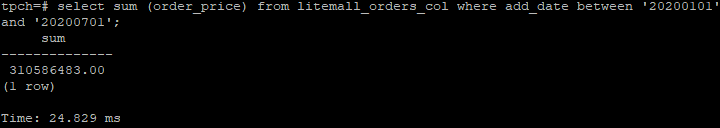 tpch=# select sum (order_price) from litemall_orders_col where add_date between '20200101'
and '20200701';
     sum
--------------
 310586483.00
(1 row)
Time: 24.829 ms